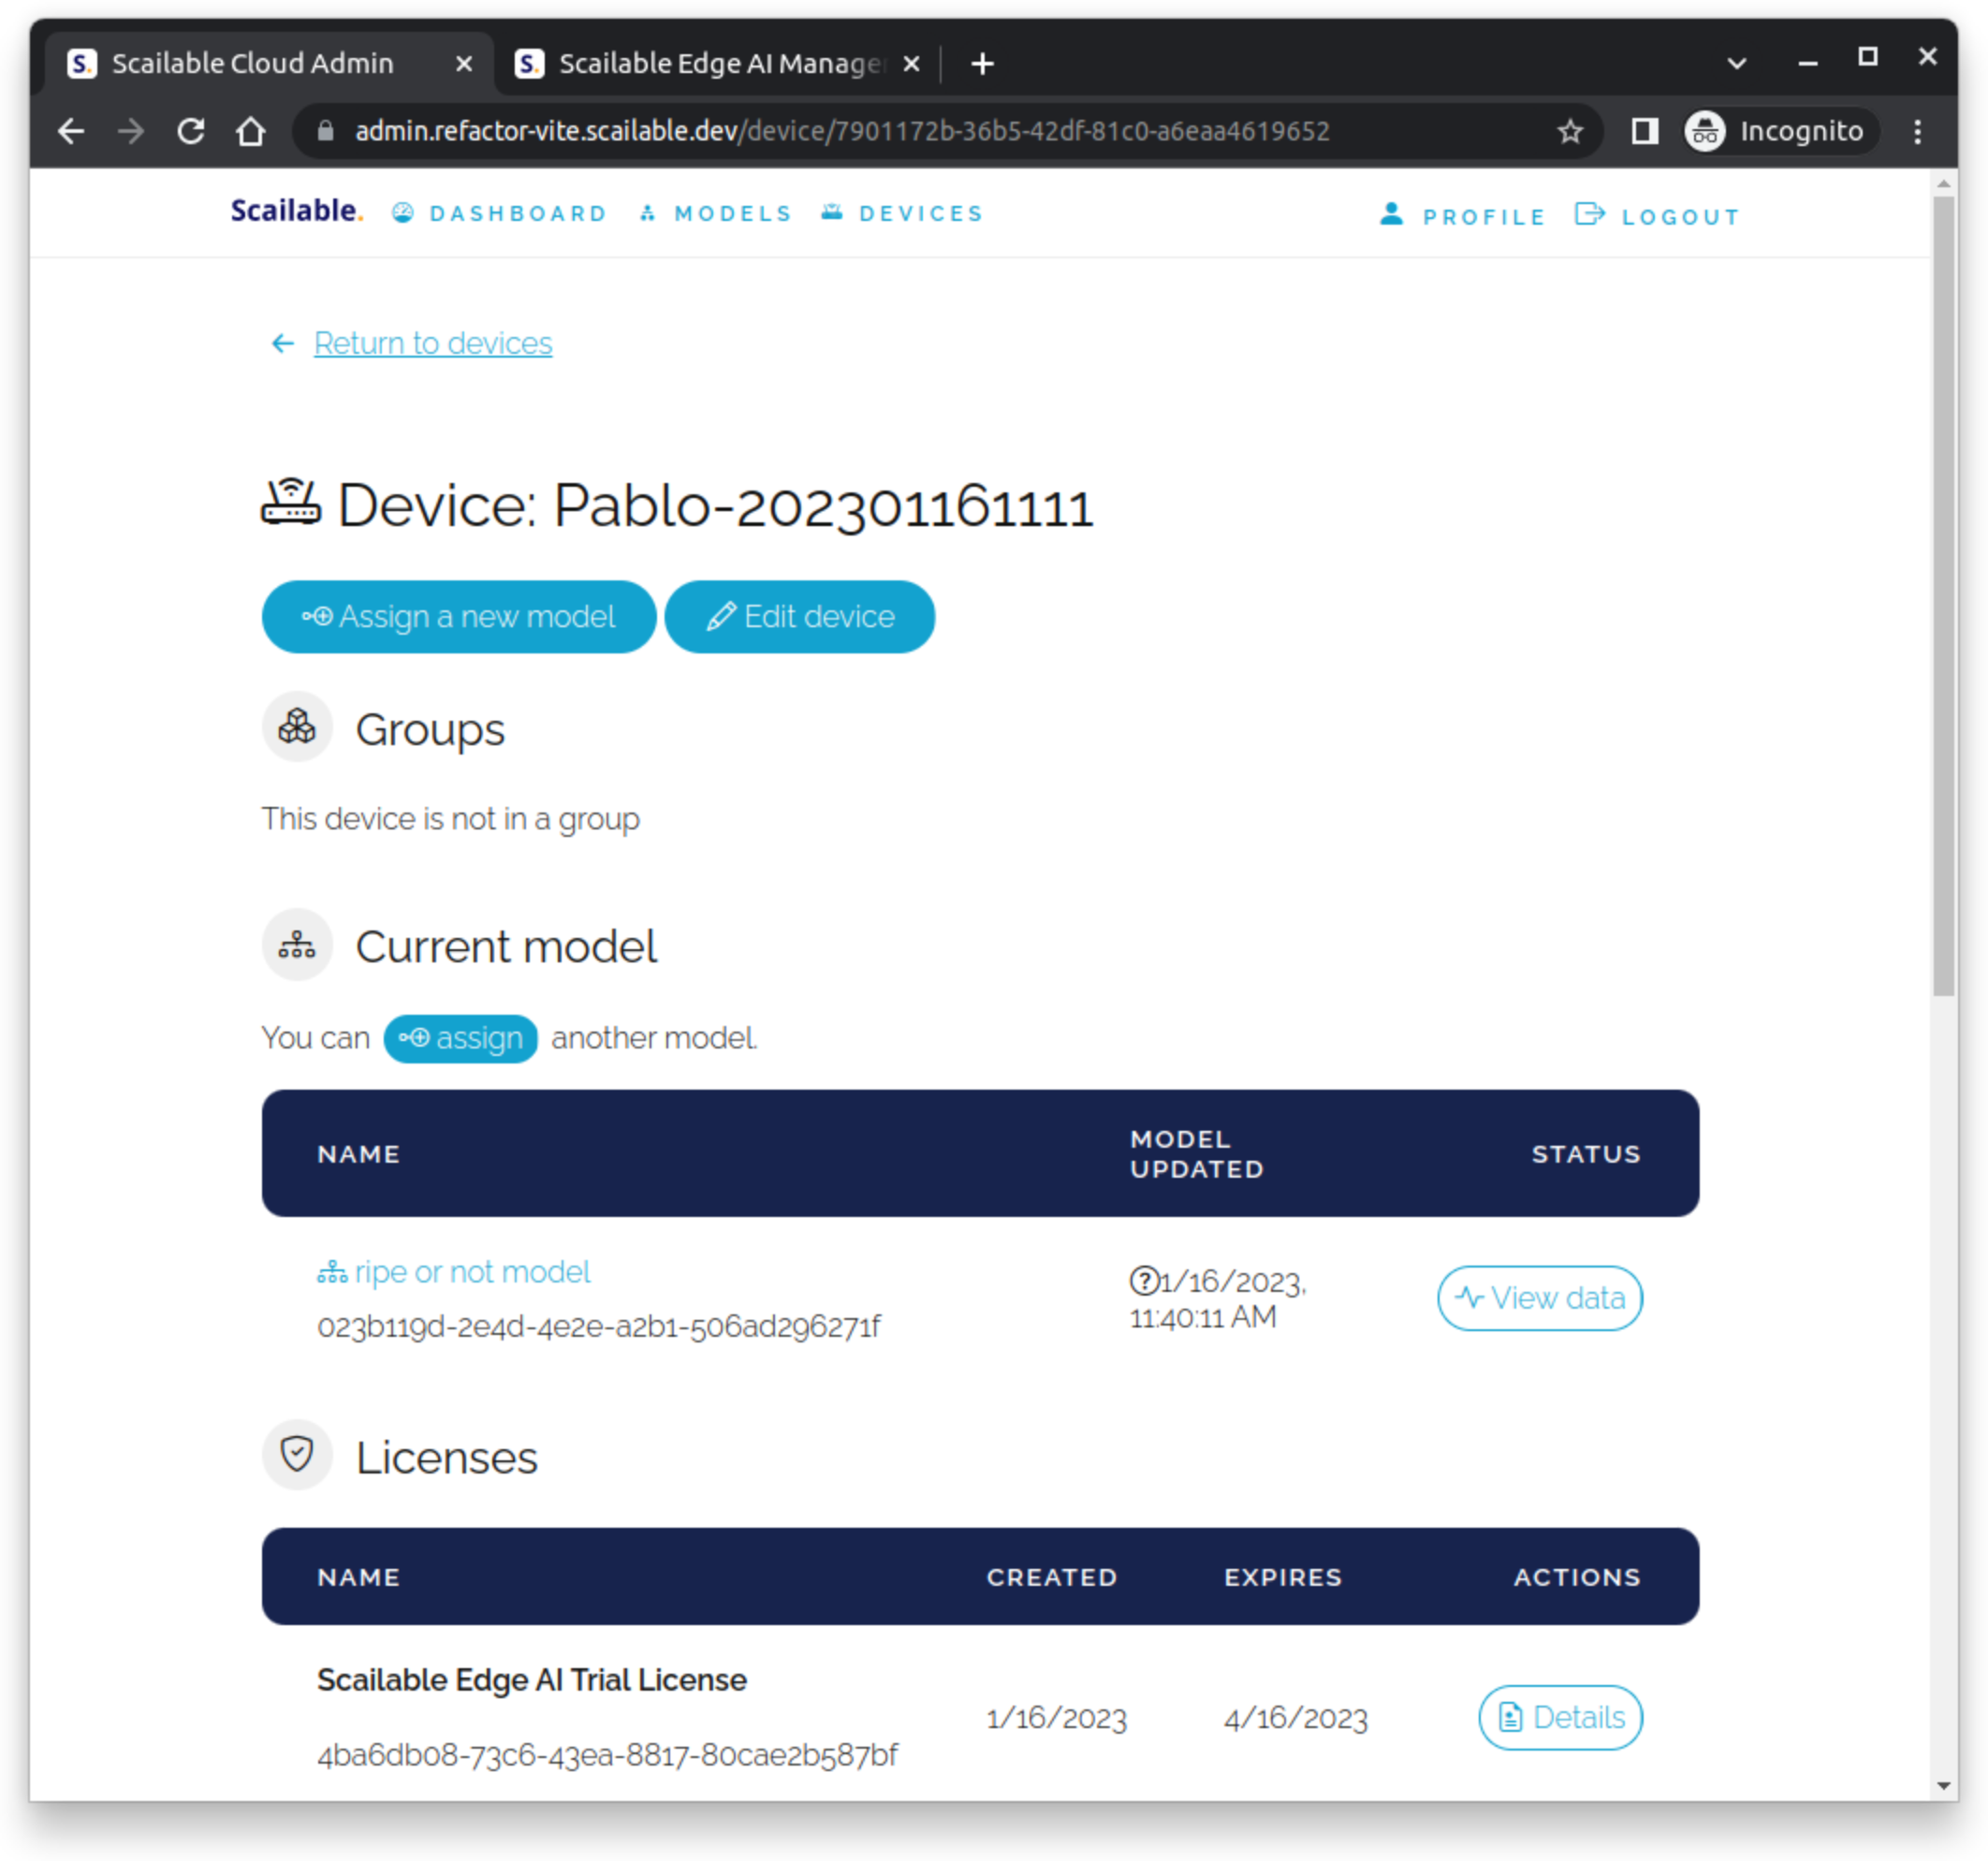 S. Scailable Cloud Admin
S. Scailable Edge AI Manage
admin.refactor-vite.scailable.dev/device/7901172b-36b5-42df-81c0-a6eaa4619652
Incognito
Scailable. DASHBOARD MODELS DEVICES PROFILE LOGOUT
Return to devices
Device: Pablo-202301161111
Assign a new model Edit device
Groups
This device is not in a group
Current model
You can assign another model.
NAME MODEL UPDATED STATUS
ripe or not model
023b119d-2e4d-4e2e-a2b1-506ad296271f
1/16/2023,
11:40:11 AM
View data
Licenses
NAME CREATED EXPIRES ACTIONS
Scailable Edge AI Trial License
4ba6db08-73c6-43ea-8817-80cae2b587bf
1/16/2023 4/16/2023 Details